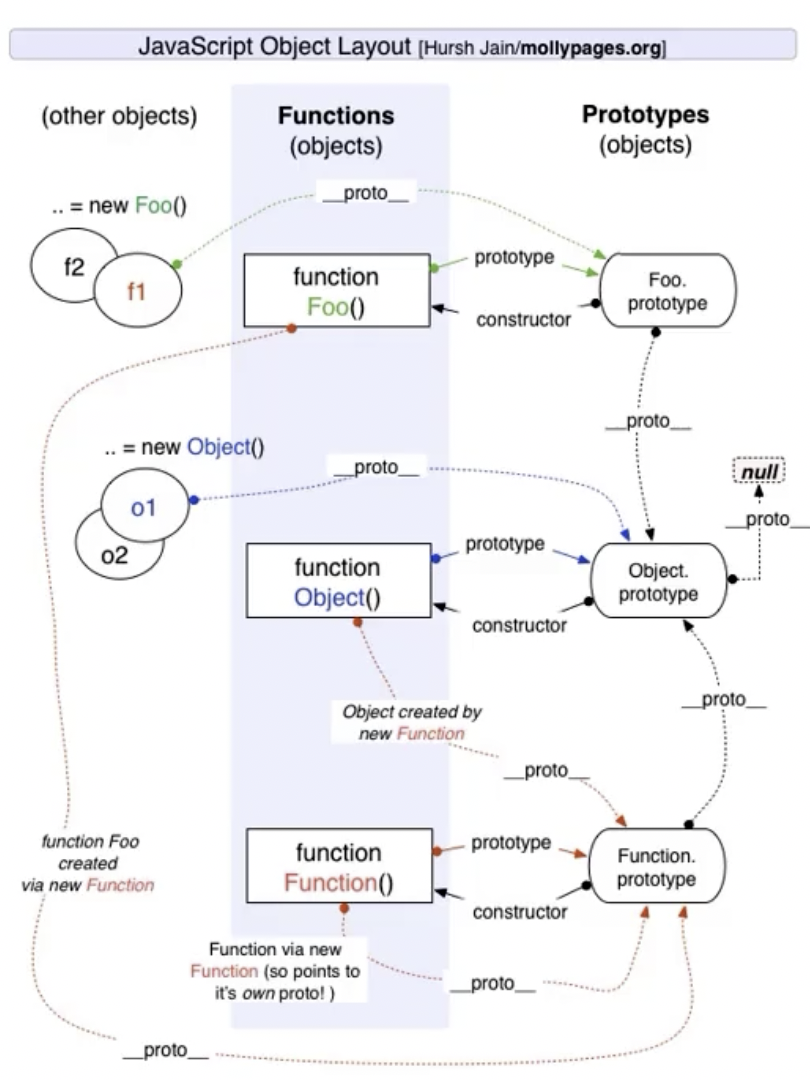 JavaScript Object Layout [Hursh Jain/mollypages.org]
(other objects)
Functions
(objects)
Prototypes
(objects)
__proto__
.. = new Foo()
f2
f1
function
Foo()
prototype
constructor
Foo.
prototype
__proto__
.. = new Object()
__proto__
null
__proto__
o1
o2
function
Object()
prototype
constructor
Object.
prototype
__proto__
Object created by
new Function
__proto__
function Foo
created
via new Function
function
Function()
prototype
constructor
Function.
prototype
Function via new
Function (so points to
it's own proto! )
__proto__
__proto__